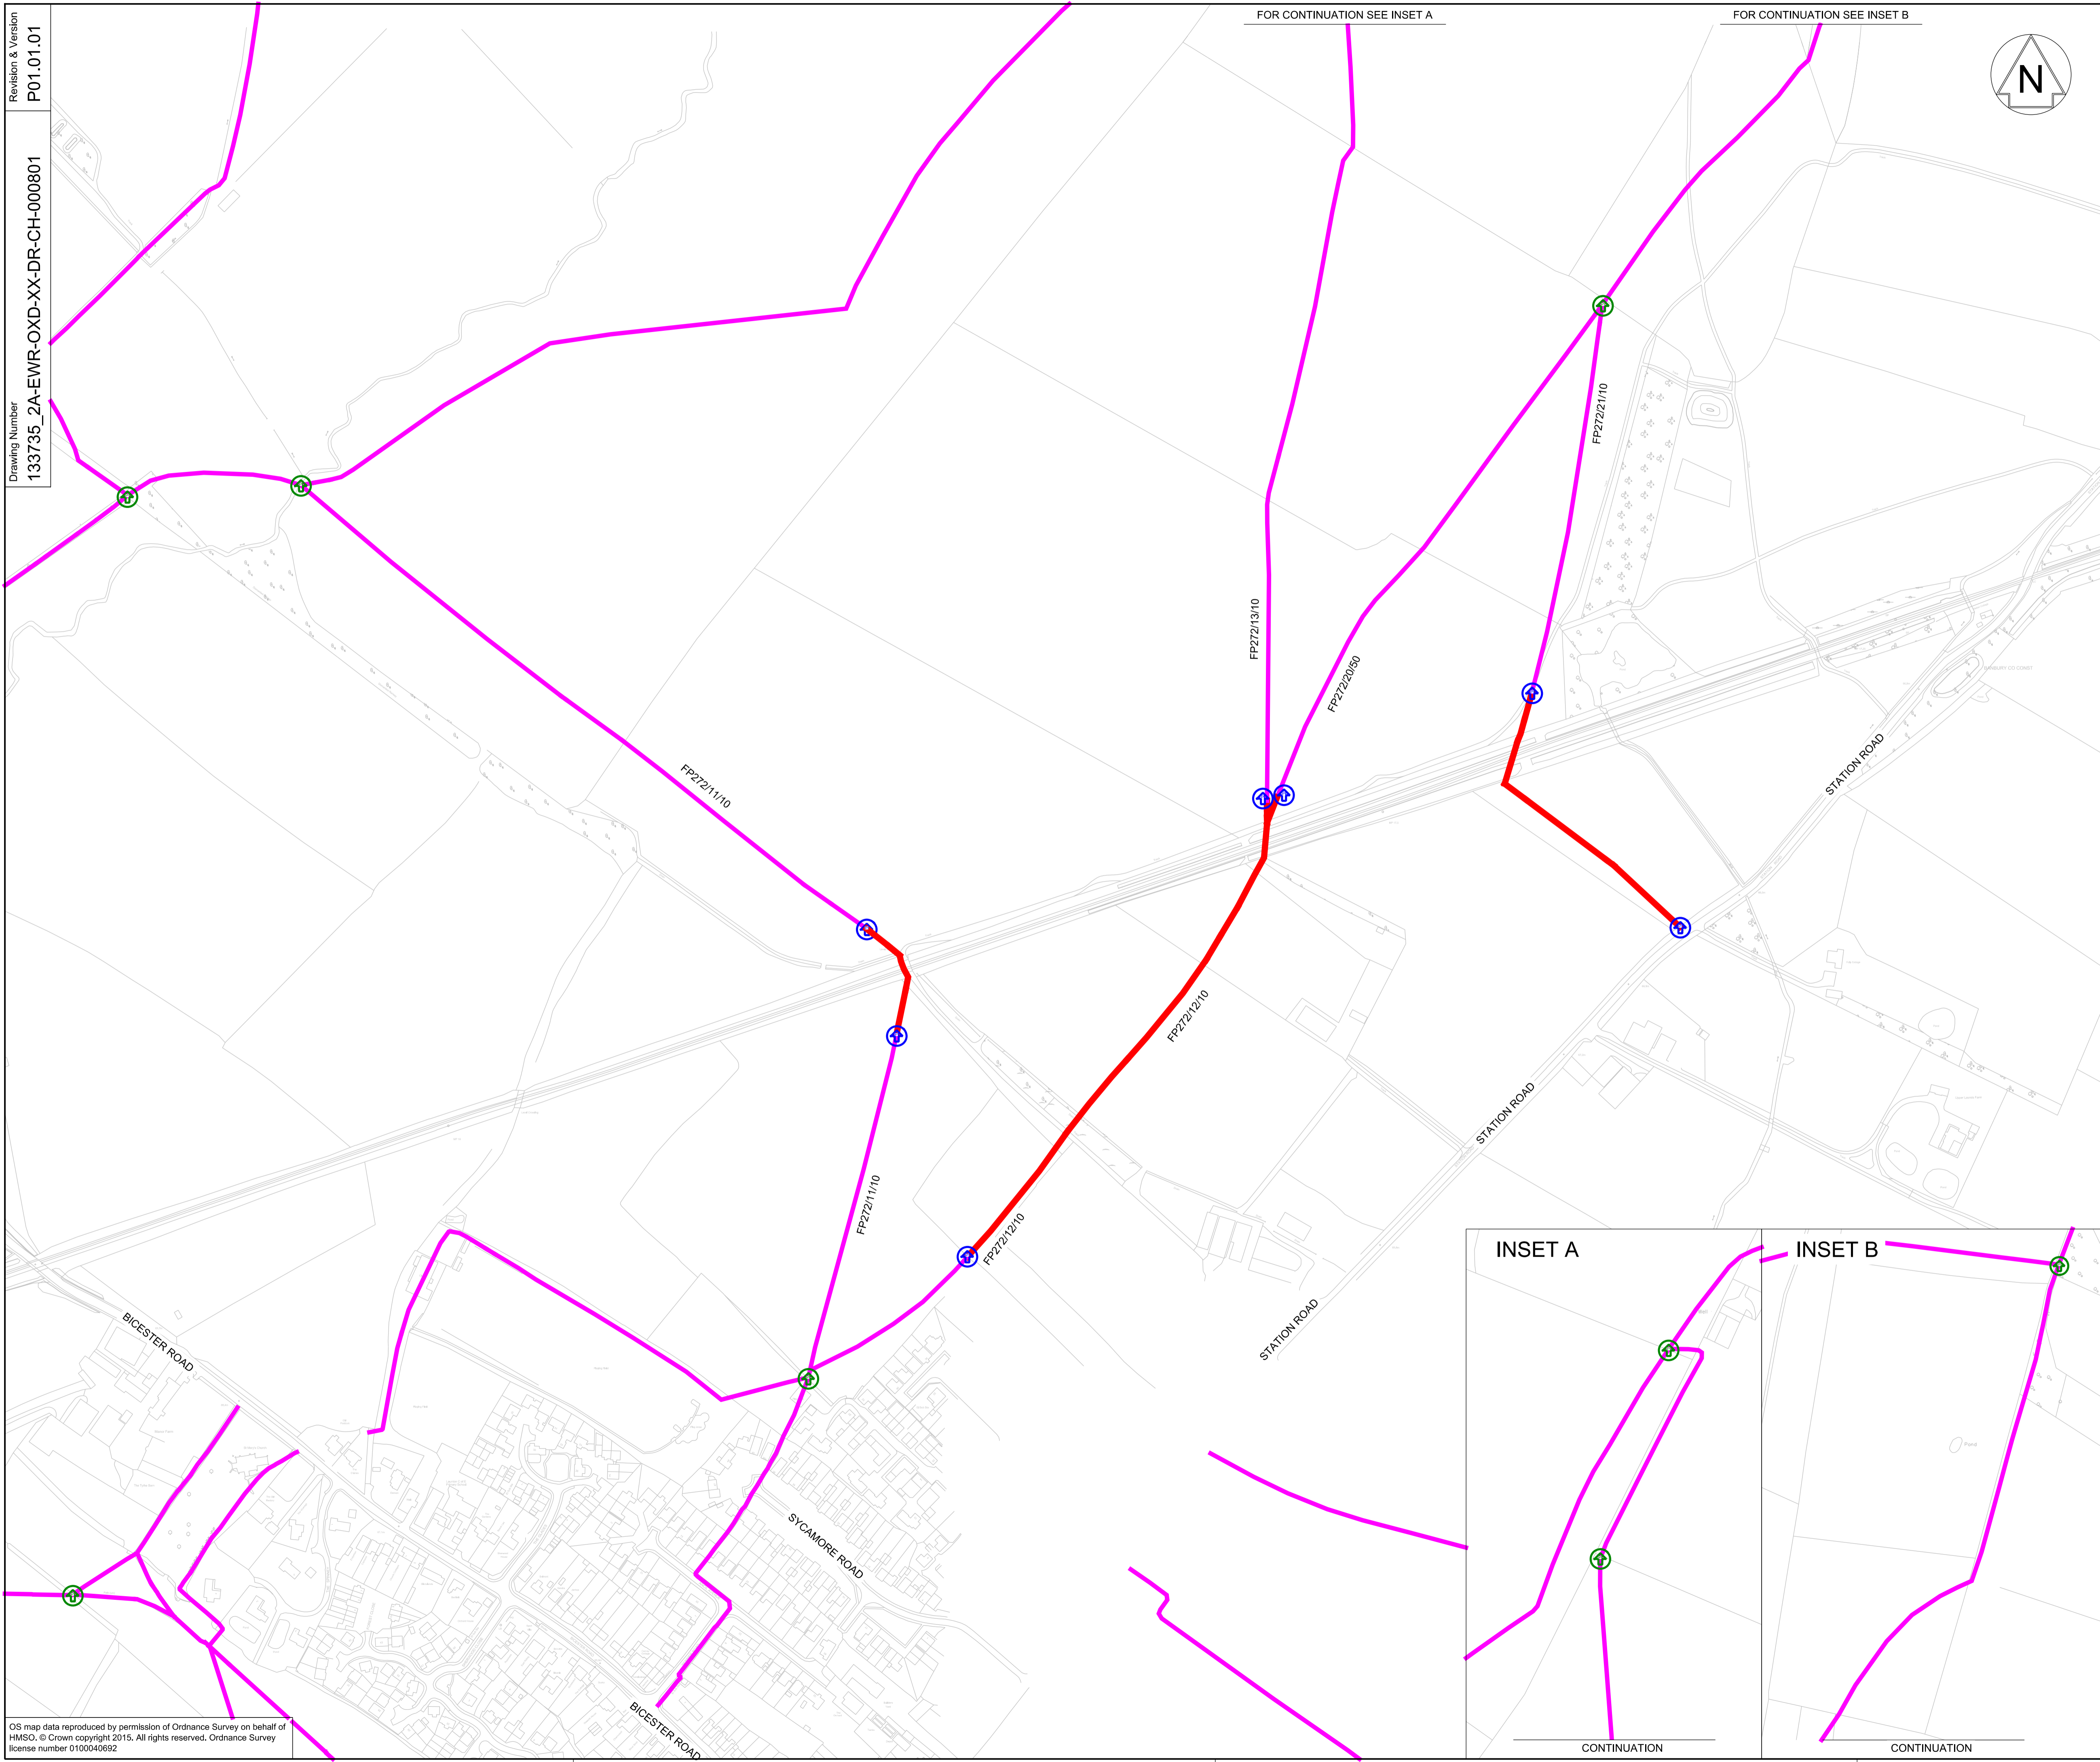 Revision & Version
P01.01.01
Drawing Number
133735_2A-EWR-OXD-XX-DR-CH-000801
FOR CONTINUATION SEE INSET A
FOR CONTINUATION SEE INSET B
N
FP272/21/10
FP272/13/10
FP272/20/50
FP272/11/10
STATION ROAD
FP272/12/10
STATION ROAD
FP272/11/10
FP272/12/10
STATION ROAD
BICESTER ROAD
SYCAMORE ROAD
BICESTER ROAD
INSET A
INSET B
Pond
CONTINUATION
CONTINUATION
OS map data reproduced by permission of Ordnance Survey on behalf of
HMSO. © Crown copyright 2015. All rights reserved. Ordnance Survey
license number 0100040692